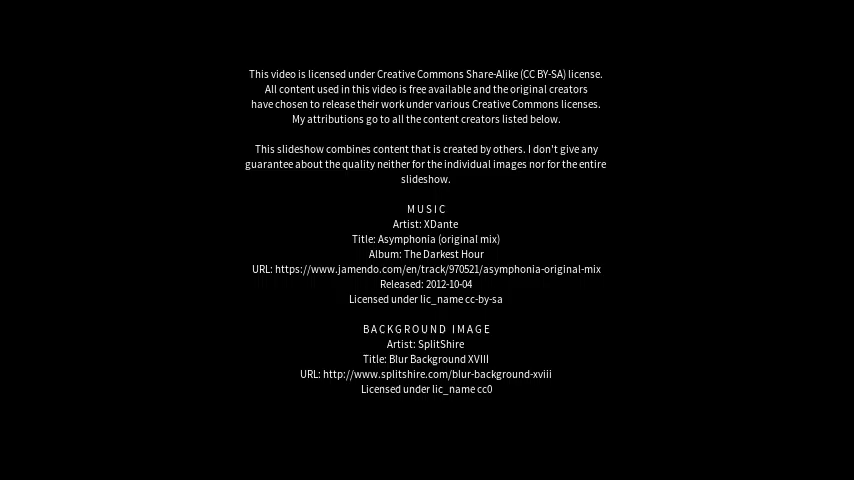 This video is licensed under Creative Commons Share-Alike (CC BY-SA) license.
All content used in this video is free available and the original creators
have chosen to release their work under various Creative Commons licenses.
My attributions go to all the content creators listed below.
This slideshow combines content that is created by others. I don't give any
guarantee about the quality neither for the individual images nor for the entire
slideshow.
MUSIC
Artist: XDante
Title: Asymphonia (original mix)
Album: The Darkest Hour
URL: https://www.jamendo.com/en/track/970521/asymphonia-original-mix
Released: 2012-10-04
Licensed under lic_name cc-by-sa
BACKGROUND IMAGE
Artist: SplitShire
Title: Blur Background XVIII
URL: http://www.splitshire.com/blur-background-xviii
Licensed under lic_name cc0